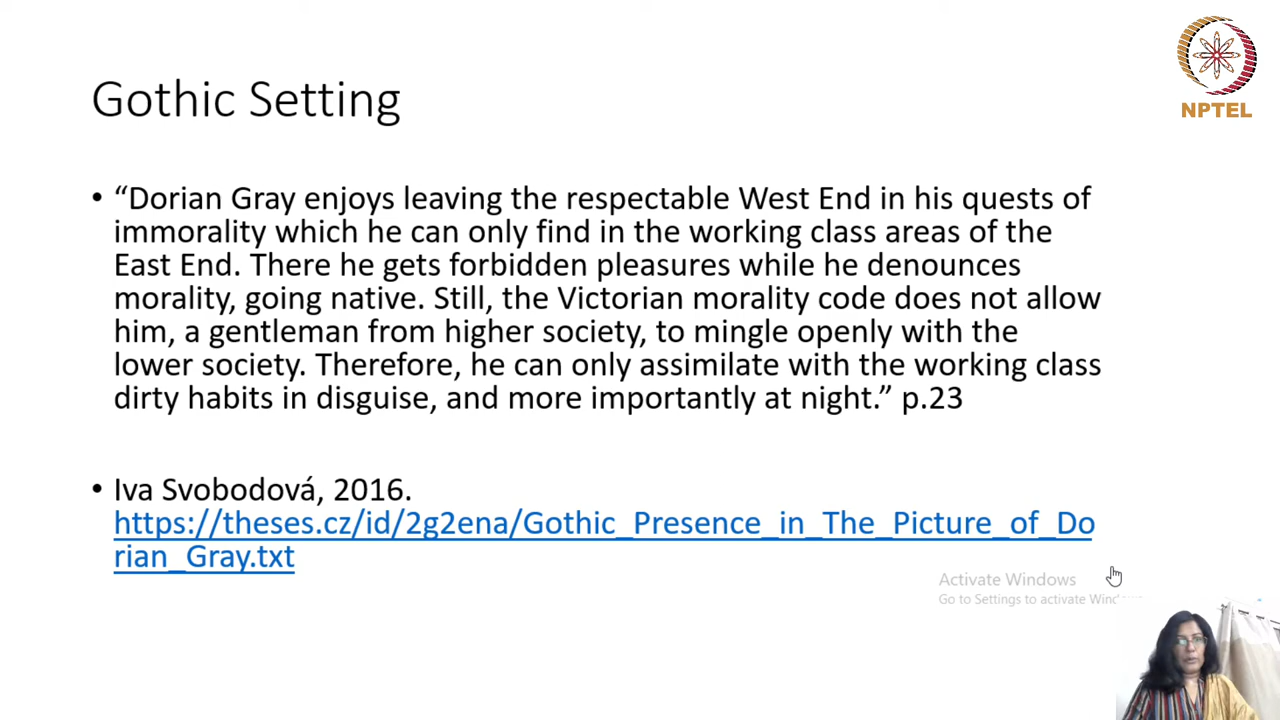 NPTEL
Gothic Setting
• “Dorian Gray enjoys leaving the respectable West End in his quests of
immorality which he can only find in the working class areas of the
East End. There he gets forbidden pleasures while he denounces
morality, going native. Still, the Victorian morality code does not allow
him, a gentleman from higher society, to mingle openly with the
lower society. Therefore, he can only assimilate with the working class
dirty habits in disguise, and more importantly at night.” p.23
• Iva Svobodová, 2016.
https://theses.cz/id/2g2ena/Gothic_Presence_in_The_Picture_of_Do
rian_Gray.txt
Activate Windows
Go to Settings to activate